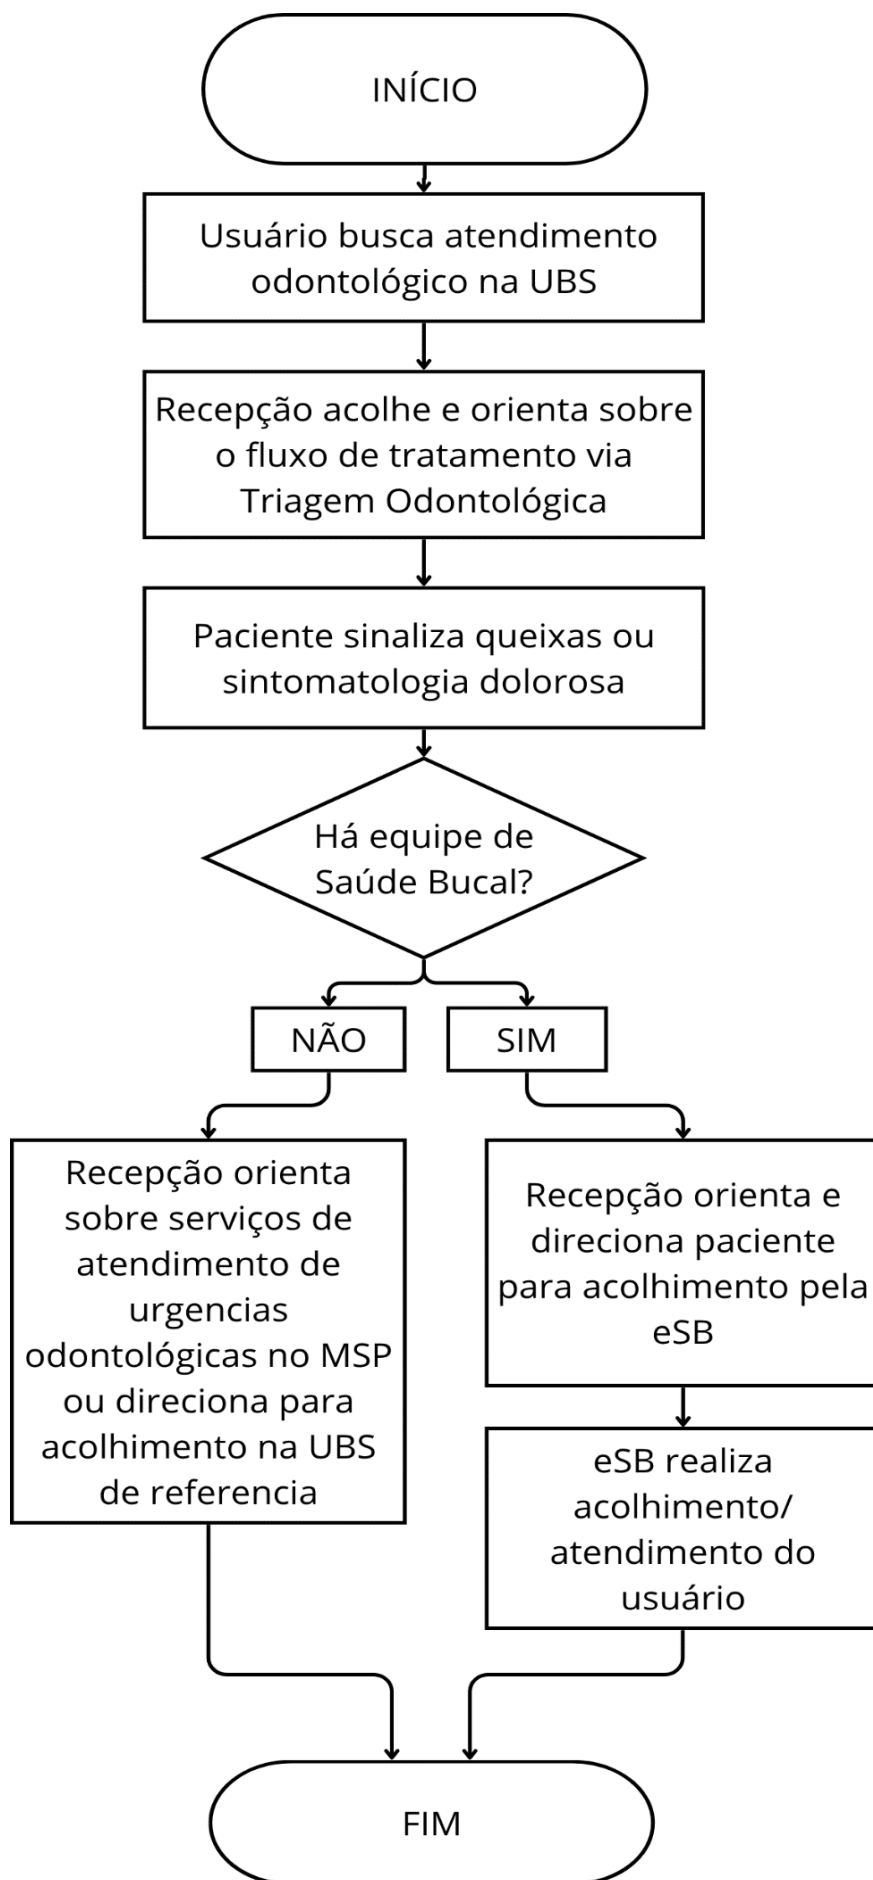 INÍCIO
Usuário busca atendimento
odontológico na UBS
Recepção acolhe e orienta sobre
o fluxo de tratamento via
Triagem Odontológica
Paciente sinaliza queixas ou
sintomatologia dolorosa
Há equipe de
Saúde Bucal?
NÃO
SIM
Recepção orienta
sobre serviços de
atendimento de
urgencias
odontológicas no MSP
ou direciona para
acolhimento na UBS
de referencia
Recepção orienta e
direciona paciente
para acolhimento pela
eSB
eSB realiza
acolhimento/
atendimento do
usuário
FIM